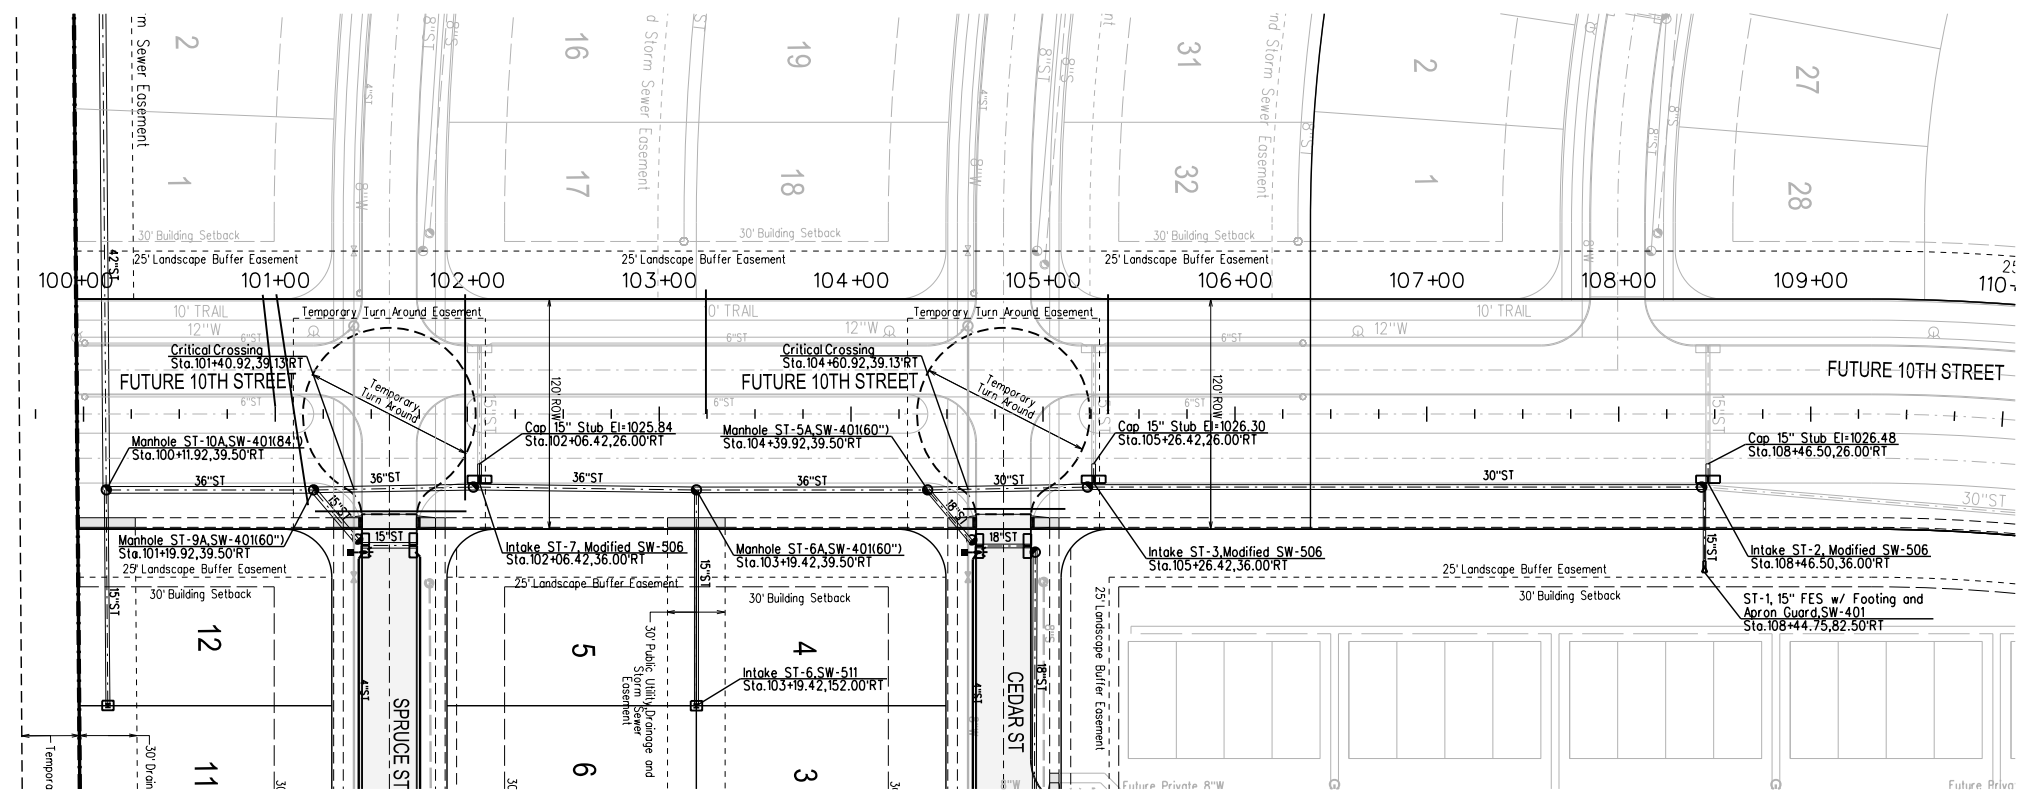 2
16
19
31
2
27
m Sewer Easement
8"ST
8"S
4"ST
d Storm Sewer Easement
ST
8"ST
8"S
4"ST
nd Storm Sewer Easement
8"ST
8"S
1
17
18
32
1
28
8"W
8"W
8"S
8"W
30' Building Setback
30' Building Setback
30' Building Setback
42"ST
25' Landscape Buffer Easement
25' Landscape Buffer Easement
25' Landscape Buffer Easement
25'
100+00
101+00
102+00
103+00
104+00
105+00
106+00
107+00
108+00
109+00
110-
10' TRAIL
0' TRAIL
10' TRAIL
Temporary Turn Around Easement
Temporary Turn Around Easement
12"W
12"W
12"W
6"ST
6"ST
6"ST
Critical Crossing
Sta.101+40.92,39.13'RT
Critical Crossing
Sta.104+60.92,39.13'RT
FUTURE 10TH STREET
FUTURE 10TH STREET
FUTURE 10TH STREET
Temporary
Turn Around
Temporary
Turn Around
120' ROW
120' ROW
6"ST
6"ST
6"ST
15"ST
15"ST
15"ST
Manhole ST-10A,SW-401(84")
Sta.100+11.92,39.50'RT
Cap 15" Stub El=1025.84
Sta.102+06.42,26.00'RT
Manhole ST-5A,SW-401(60")
Sta.104+39.92,39.50'RT
Cap 15" Stub El=1026.30
Sta.105+26.42,26.00'RT
Cap 15" Stub El=1026.48
Sta.108+46.50,26.00'RT
36"ST
36"ST
36"ST
36"ST
30"ST
30"ST
30"ST
15"ST
18"ST
15"ST
18"ST
Manhole ST-9A,SW-401(60")
Sta.101+19.92,39.50'RT
Intake ST-7, Modified SW-506
Sta.102+06.42,36.00'RT
Manhole ST-6A,SW-401(60")
Sta.103+19.42,39.50'RT
Intake ST-3,Modified SW-506
Sta.105+26.42,36.00'RT
15"ST
Intake ST-2, Modified SW-506
Sta.108+46.50,36.00'RT
25' Landscape Buffer Easement
25' Landscape Buffer Easement
25' Landscape Buffer Easement
30' Building Setback
30' Building Setback
30' Building Setback
ST-1, 15" FES w/ Footing and
Apron Guard,SW-401
Sta.108+44.75,82.50'RT
15"ST
15"ST
25' Landscape Buffer Easement
8"S
12
5
4
30' Public Utility,Drainage and
Storm Sewer
Easement
Intake ST-6,SW-511
Sta.103+19.42,152.00'RT
4"ST
4"ST
18"ST
8"W
SPRUCE ST
CEDAR ST
11
6
3
Tempora
30' Drain
30
30
30
8"W
Future Private 8"W
Future Priva